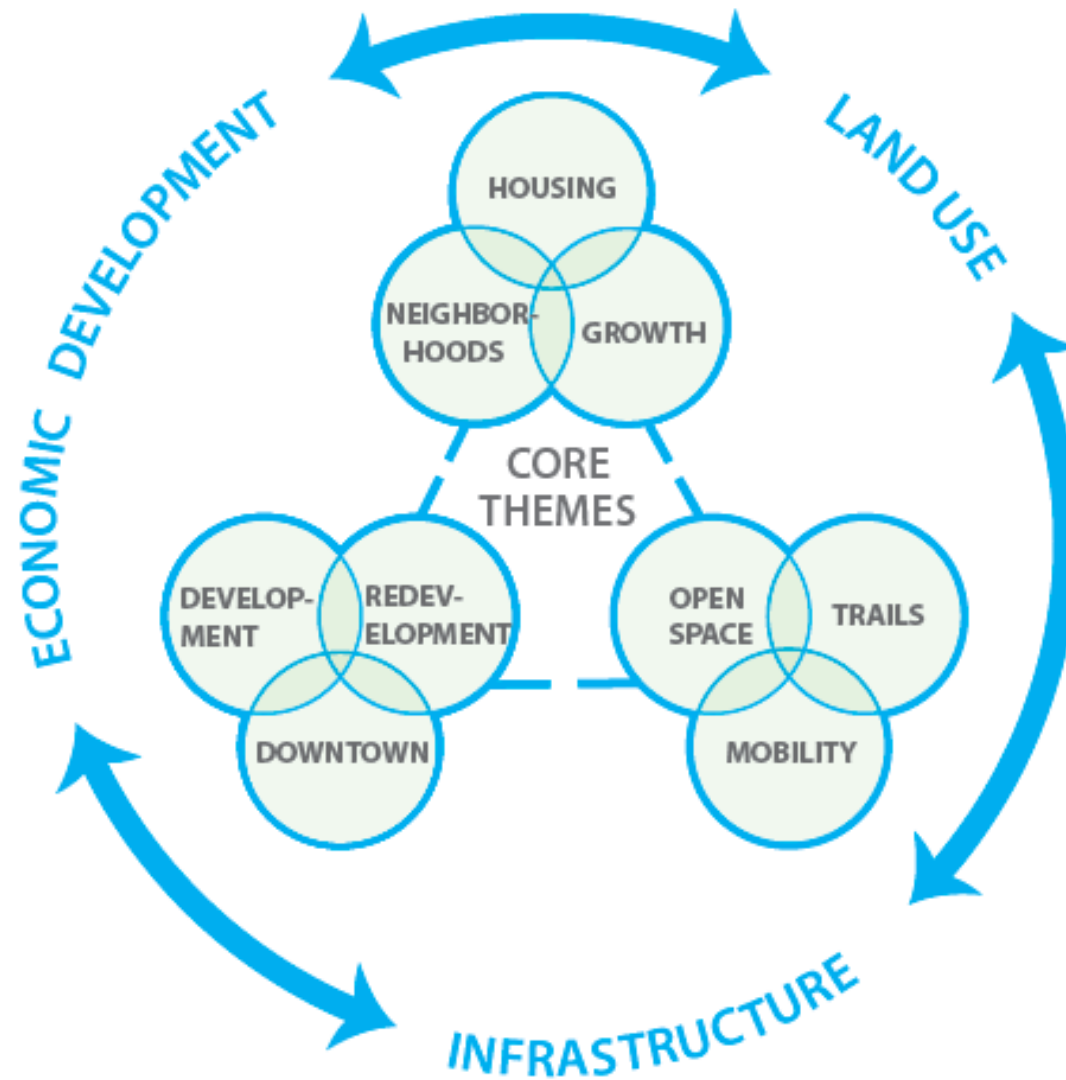 ECONOMIC DEVELOPMENT
LAND USE
HOUSING
NEIGHBOR-
HOODS
GROWTH
CORE
THEMES
DEVELOP-
MENT
REDEV-
ELOPMENT
DOWNTOWN
OPEN
SPACE
TRAILS
MOBILITY
INFRASTRUCTURE